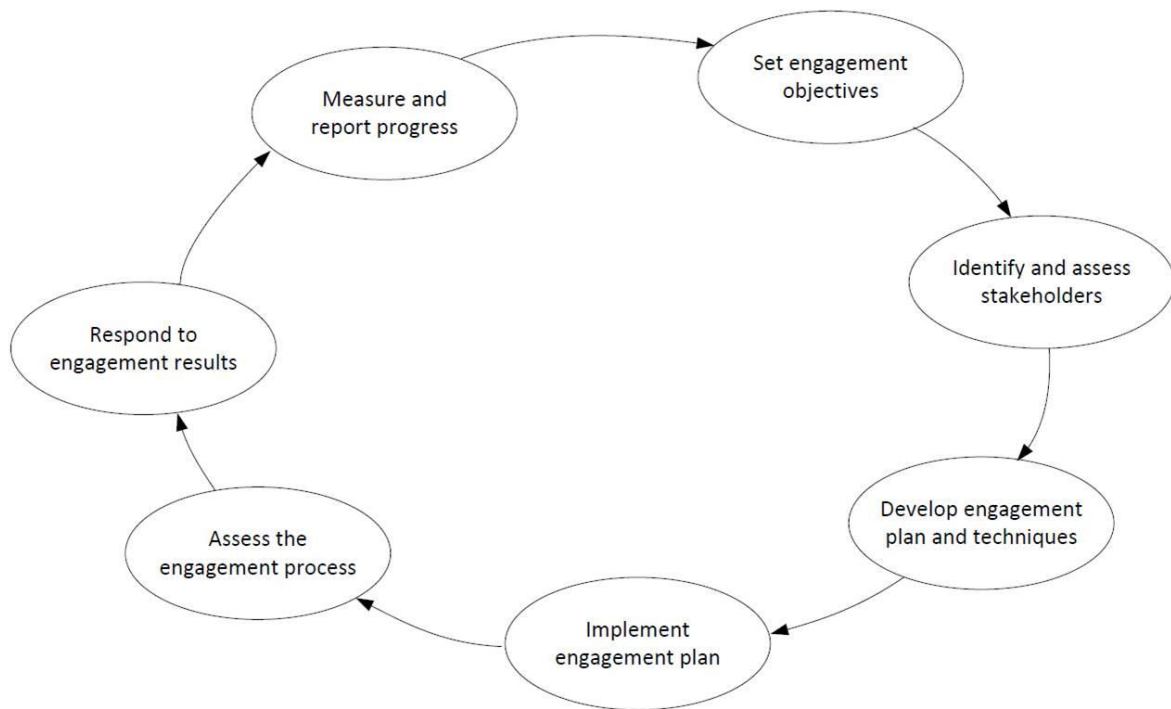 Set engagement
objectives
Identify and assess
stakeholders
Develop engagement
plan and techniques
Implement
engagement plan
Assess the
engagement process
Respond to
engagement results
Measure and
report progress